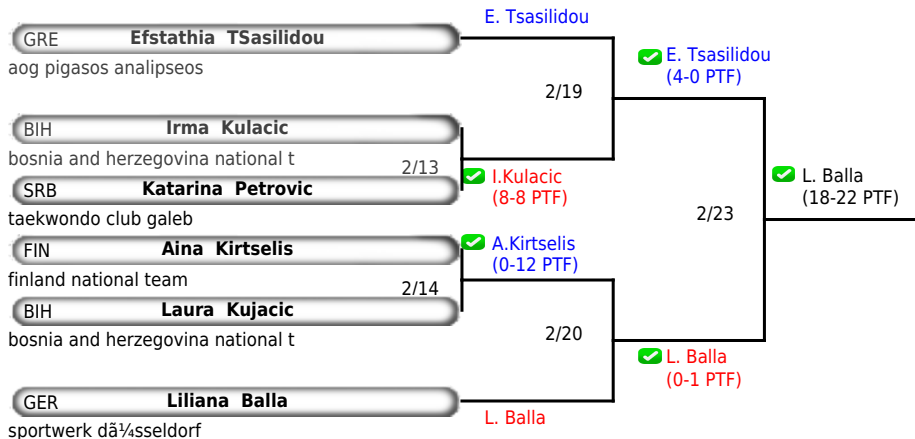 E. Tsasilidou
GRE Efstathia TSasilidou
aog pigasos analipseos
E. Tsasilidou
(4-0 PTF)
2/19
BIH Irma Kulacic
bosnia and herzegovina national t
2/13
I.Kulacic
(8-8 PTF)
SRB Katarina Petrovic
taekwondo club galeb
L. Balla
(18-22 PTF)
2/23
FIN Aina Kirtselis
finland national team
A.Kirtselis
(0-12 PTF)
2/14
BIH Laura Kujacic
bosnia and herzegovina national t
2/20
L. Balla
(0-1 PTF)
GER Liliana Balla
sportwerk dã¼sseldorf
L. Balla